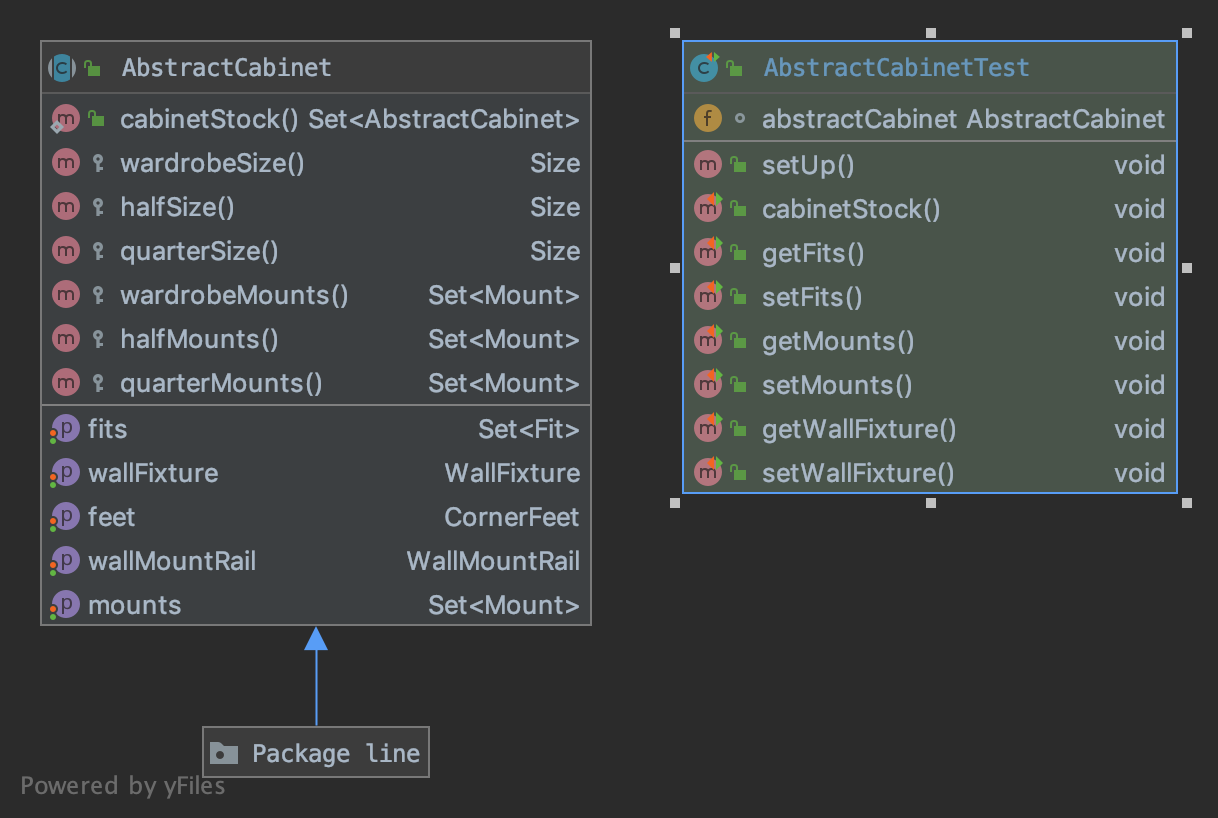 AbstractCabinet
cabinetStock() Set<AbstractCabinet>
wardrobeSize() Size
halfSize() Size
quarterSize() Size
wardrobeMounts() Set<Mount>
halfMounts() Set<Mount>
quarterMounts() Set<Mount>
fits Set<Fit>
wallFixture WallFixture
feet CornerFeet
wallMountRail WallMountRail
mounts Set<Mount>
AbstractCabinetTest
abstractCabinet AbstractCabinet
setUp() void
cabinetStock() void
getFits() void
setFits() void
getMounts() void
setMounts() void
getWallFixture() void
setWallFixture() void
Package line
Powered by yFiles